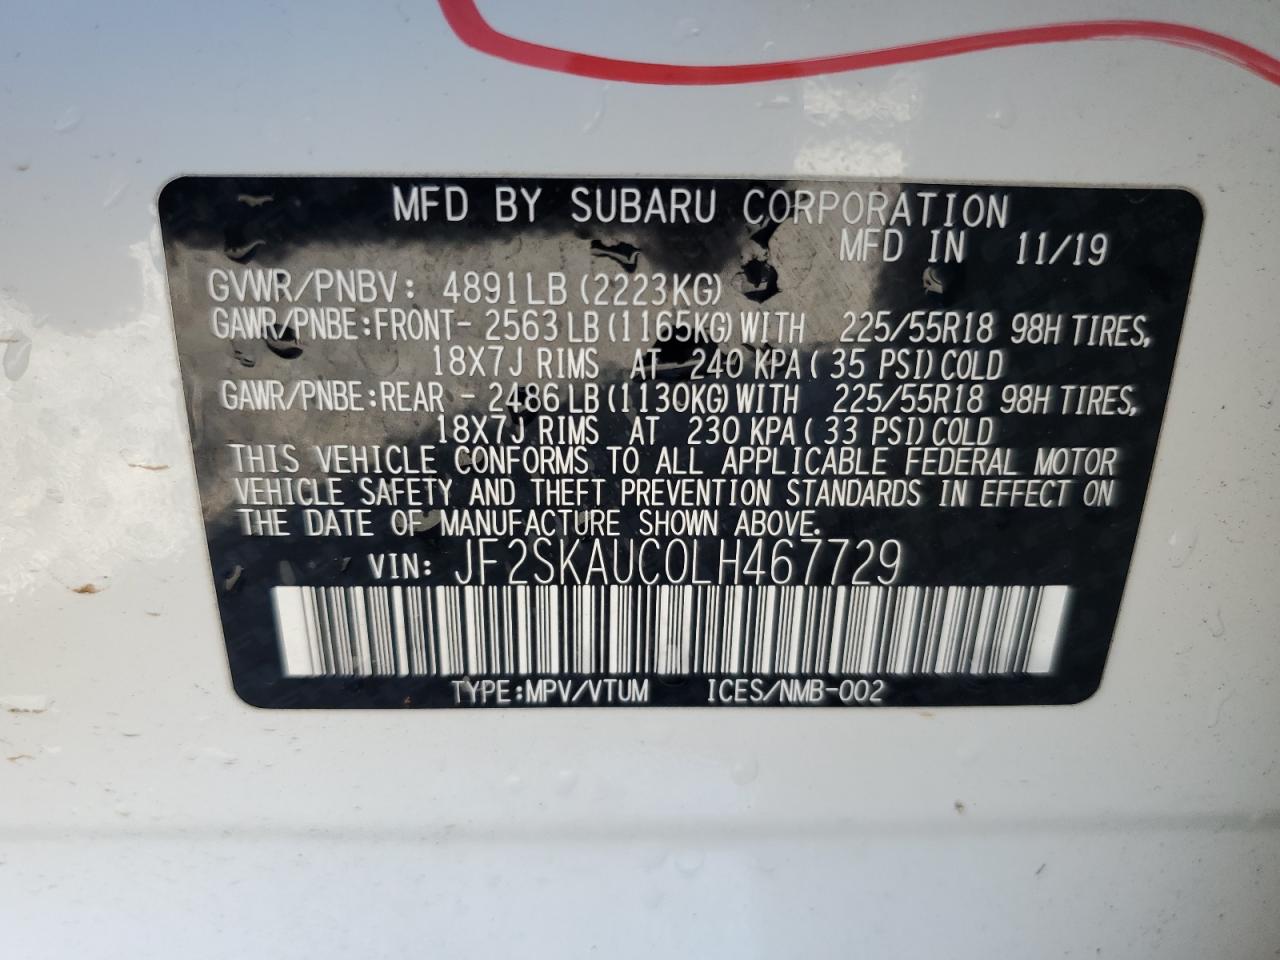 MFD BY SUBARU CORPORATION
MFD IN 11/19
GVWR/PNBV: 4891LB (2223KG)
GAWR/PNBE:FRONT- 2563 LB (1165KG) WITH 225/55R18 98H TIRES,
18X7J RIMS AT 240 KPA ( 35 PSI) COLD
GAWR/PNBE:REAR - 2486 LB (1130KG) WITH 225/55R18 98H TIRES,
18X7J RIMS AT 230 KPA ( 33 PSI) COLD
THIS VEHICLE CONFORMS TO ALL APPLICABLE FEDERAL MOTOR
VEHICLE SAFETY AND THEFT PREVENTION STANDARDS IN EFFECT ON
THE DATE OF MANUFACTURE SHOWN ABOVE.
VIN: JF2SKAUC0LH467729
TYPE:MPV/VTUM ICES/NMB-002